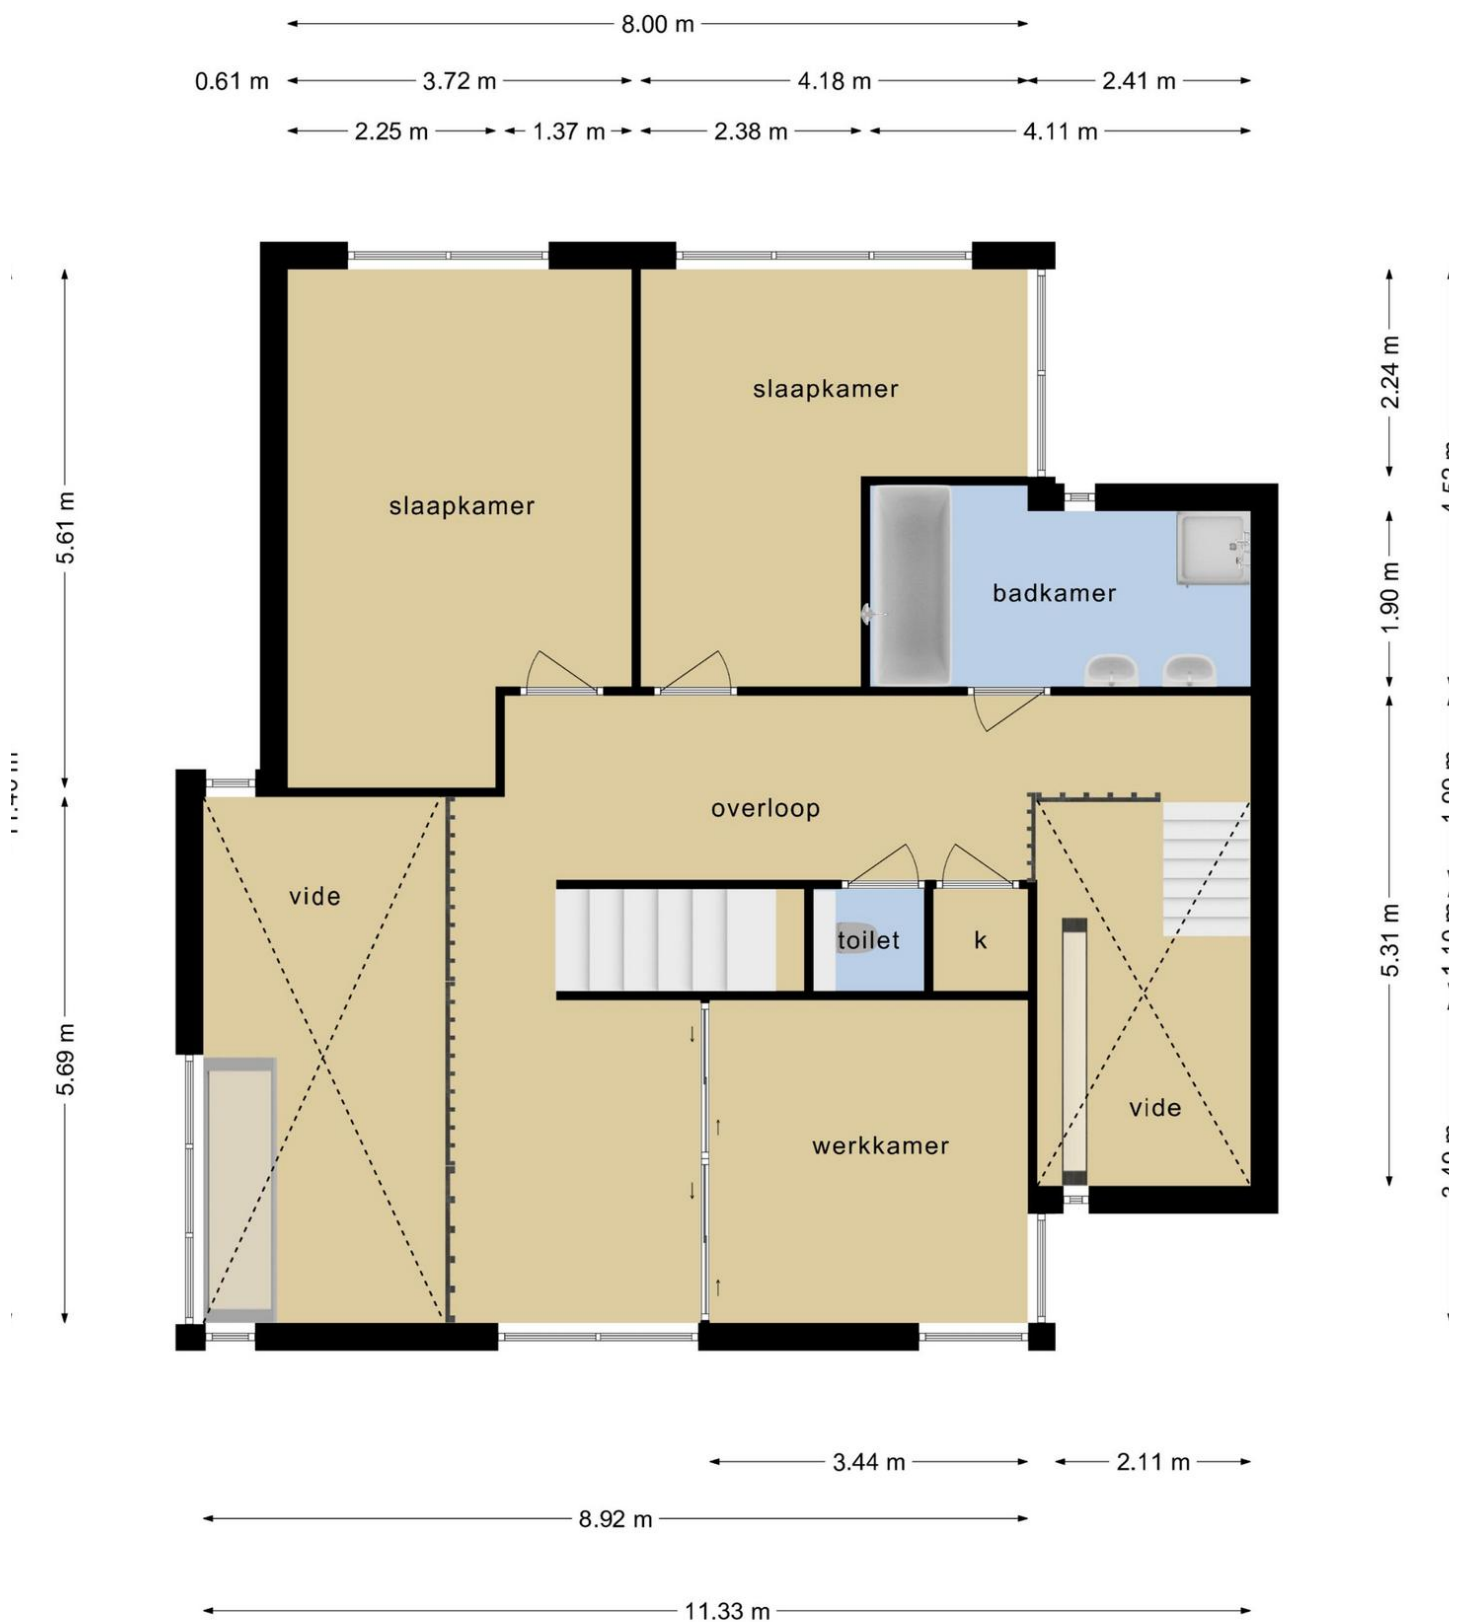 8.00 m
0.61 m
3.72 m
4.18 m
2.41 m
2.25 m
1.37 m
2.38 m
4.11 m
2.24 m
slaapkamer
slaapkamer
5.61 m
badkamer
1.90 m
overloop
vide
toilet
k
5.31 m
5.69 m
vide
werkkamer
3.44 m
2.11 m
8.92 m
11.33 m